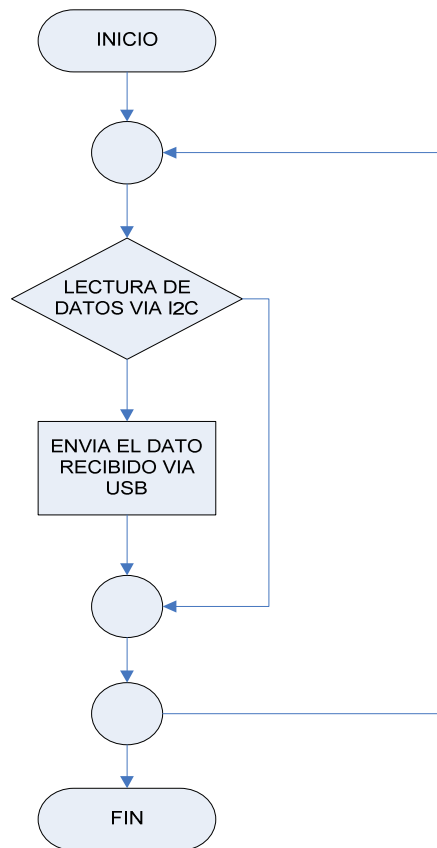 INICIO
LECTURA DE
DATOS VIA I2C
ENVIA EL DATO
RECIBIDO VIA
USB
FIN